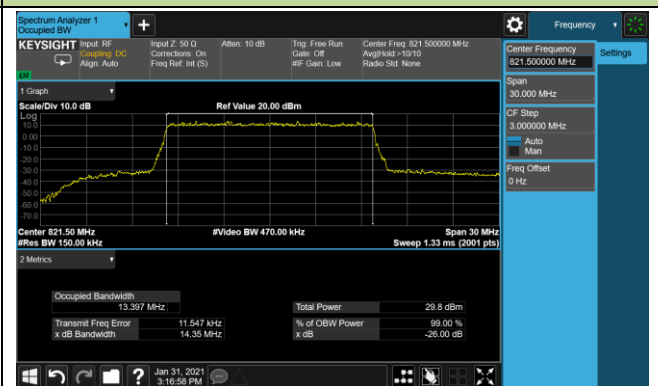 Spectrum Analyzer 1
Occupied BW
Frequency
KEYSIGHT
Input: RF
Coupling: DC
Align: Auto
Input Z: 50 Ω
Corrections: On
Freq Ref: Int (S)
Atten: 10 dB
Trig: Free Run
Gate: Off
#IF Gain: Low
Center Freq: 821.500000 MHz
Avg|Hold:>10/10
Radio Std: None
Center Frequency
821.500000 MHz
Settings
Span
30.000 MHz
CF Step
3.000000 MHz
Auto
Man
Freq Offset
0 Hz
1 Graph
Scale/Div 10.0 dB
Ref Value 20.00 dBm
Log
10.0
0.00
-10.0
-20.0
-30.0
-40.0
-50.0
-60.0
-70.0
Center 821.50 MHz
#Video BW 470.00 kHz
Span 30 MHz
#Res BW 150.00 kHz
Sweep 1.33 ms (2001 pts)
2 Metrics
Occupied Bandwidth
13.397 MHz
Total Power
29.8 dBm
Transmit Freq Error
11.547 kHz
% of OBW Power
99.00 %
x dB Bandwidth
14.35 MHz
x dB
-26.00 dB
Jan 31, 2021
3:16:58 PM